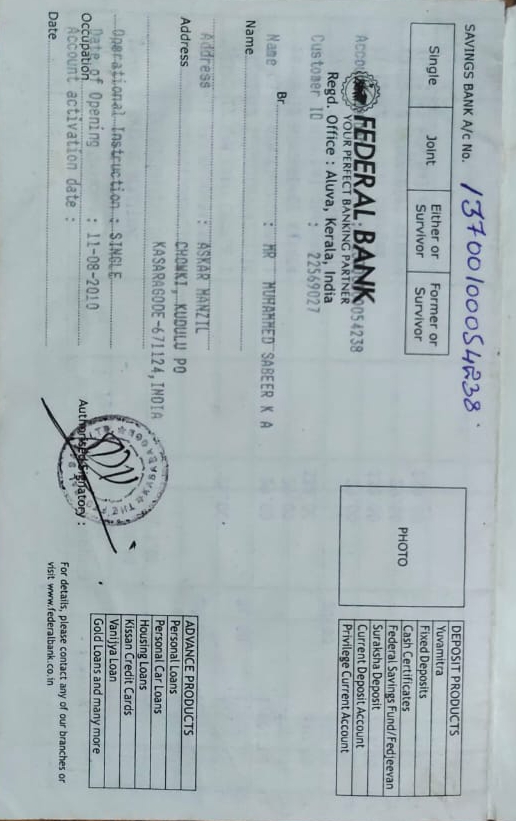 SAVINGS BANK A/c No. 13700100054238
Single Joint Either or Survivor Former or Survivor
PHOTO
FEDERAL BANK
YOUR PERFECT BANKING PARTNER
Regd. Office : Aluva, Kerala, India
054238
Customer ID : 22569027
Br
Name : MR MUHAMMED SABEER K A
Name
Address : ASKAR MANZIL
Address CHOWKI, KUDULU PO
KASARAGODE-671124,INDIA
Operational Instruction : SINGLE
Date of Opening : 11-08-2010
Occupation
Account activation date :
Date
Authorised Signatory :
DEPOSIT PRODUCTS
Yuvamitra
Fixed Deposits
Cash Certificates
Federal Savings Fund/Fedjeevan
Suraksha Deposit
Current Deposit Account
Privilege Current Account
ADVANCE PRODUCTS
Personal Loans
Personal Car Loans
Housing Loans
Kissan Credit Cards
Vanijya Loan
Gold Loans and many more
For details, please contact any of our branches or
visit www.federalbank.co.in